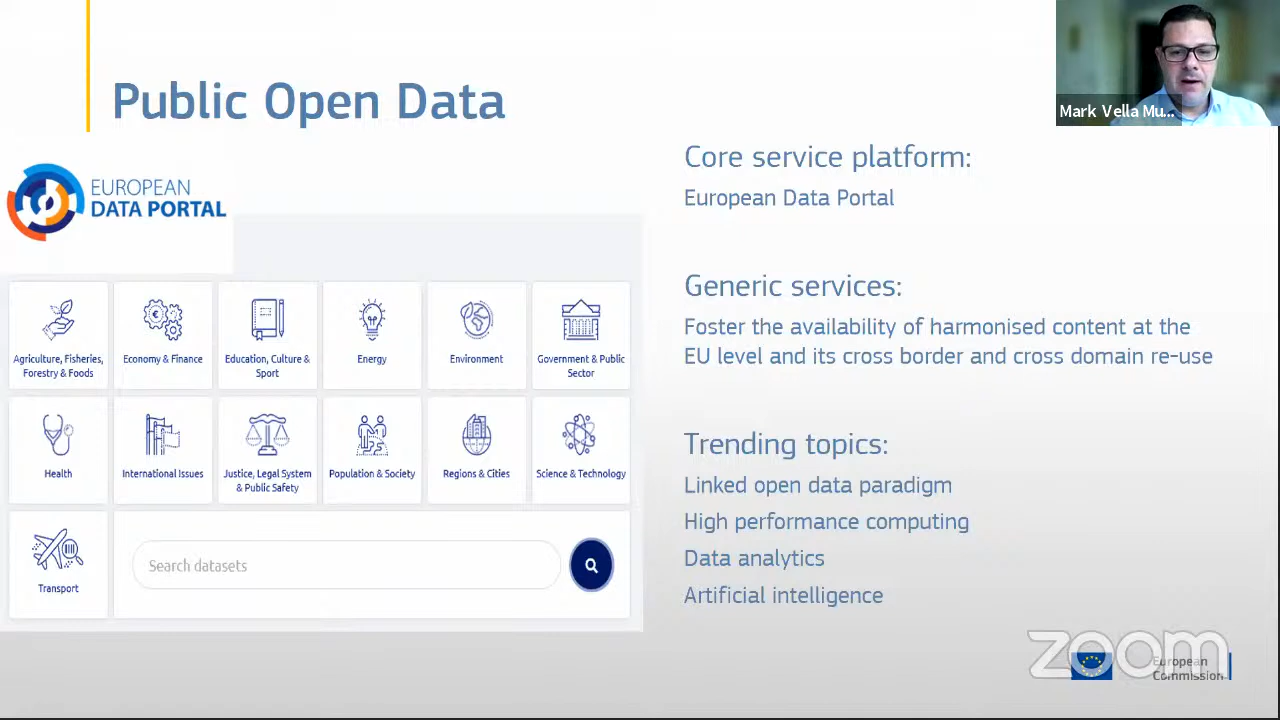 Public Open Data
Mark Vella Mu...
EUROPEAN
DATA PORTAL
Agriculture, Fisheries,
Forestry & Foods
Economy & Finance
Education, Culture &
Sport
Energy
Environment
Government & Public
Sector
Health
International Issues
Justice, Legal System
& Public Safety
Population & Society
Regions & Cities
Science & Technology
Transport
Search datasets
Core service platform:
European Data Portal
Generic services:
Foster the availability of harmonised content at the
EU level and its cross border and cross domain re-use
Trending topics:
Linked open data paradigm
High performance computing
Data analytics
Artificial intelligence
zoom
European
Commission